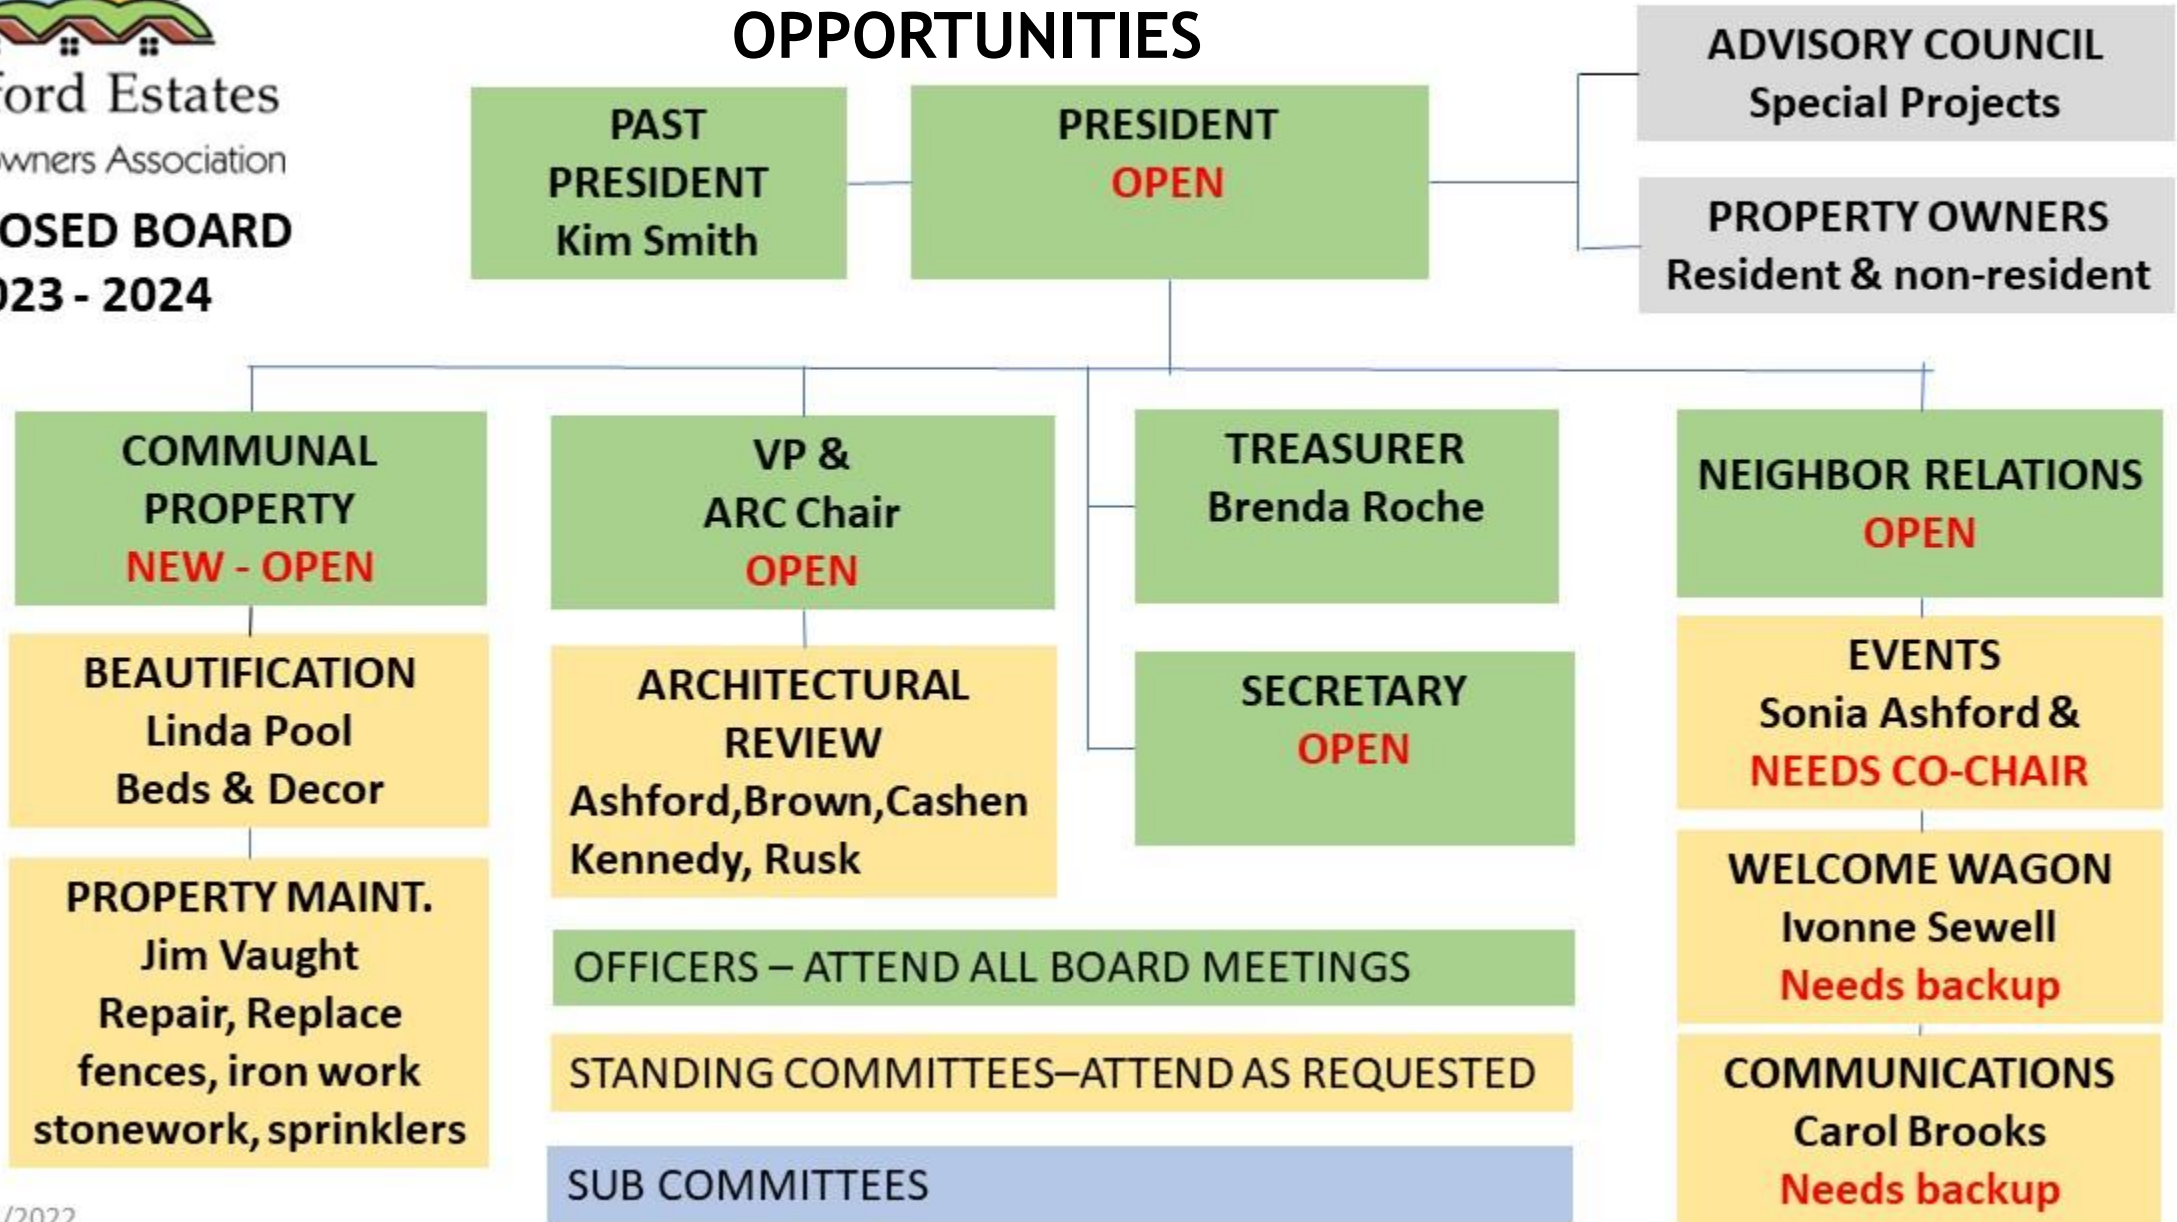 OPPORTUNITIES
ford Estates
wners Association
OSED BOARD
023 - 2024
PAST
PRESIDENT
Kim Smith
PRESIDENT
OPEN
ADVISORY COUNCIL
Special Projects
PROPERTY OWNERS
Resident & non-resident
COMMUNAL
PROPERTY
NEW - OPEN
BEAUTIFICATION
Linda Pool
Beds & Decor
PROPERTY MAINT.
Jim Vaught
Repair, Replace
fences, iron work
stonework, sprinklers
VP &
ARC Chair
OPEN
ARCHITECTURAL
REVIEW
Ashford,Brown,Cashen
Kennedy, Rusk
TREASURER
Brenda Roche
SECRETARY
OPEN
NEIGHBOR RELATIONS
OPEN
EVENTS
Sonia Ashford &
NEEDS CO-CHAIR
WELCOME WAGON
Ivonne Sewell
Needs backup
COMMUNICATIONS
Carol Brooks
Needs backup
OFFICERS – ATTEND ALL BOARD MEETINGS
STANDING COMMITTEES–ATTEND AS REQUESTED
SUB COMMITTEES
/2022